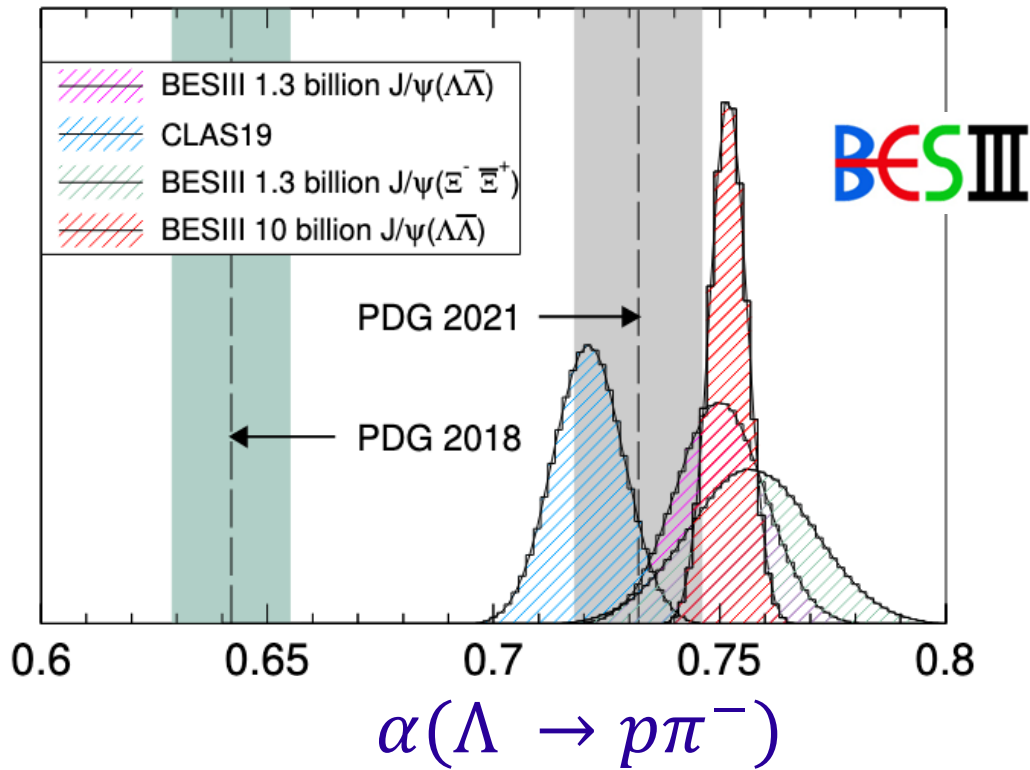 BESIII 1.3 billion J/ψ(ΛΛ̅)
CLAS19
BESIII 1.3 billion J/ψ(Ξ⁻ Ξ̅⁺)
BESIII 10 billion J/ψ(ΛΛ̅)
BESIII
PDG 2021
PDG 2018
0.6 0.65 0.7 0.75 0.8
α(Λ → pπ⁻)